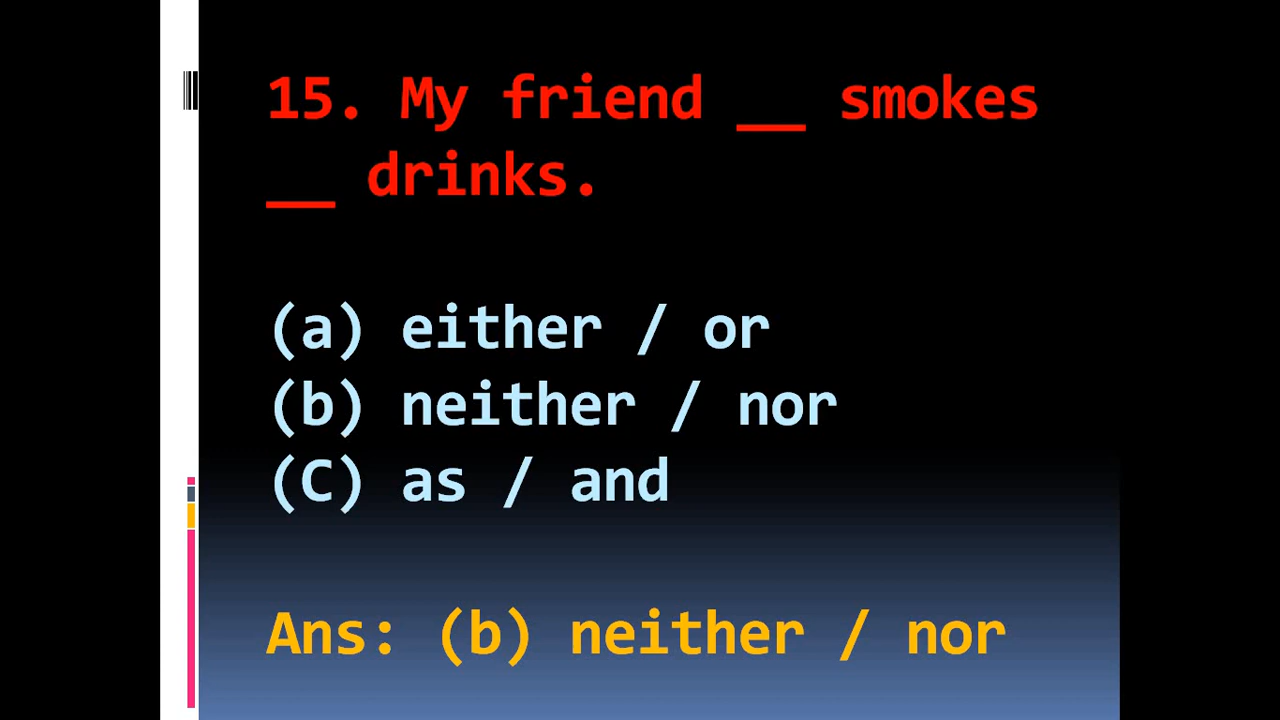 15. My friend __ smokes
__ drinks.
(a) either / or
(b) neither / nor
(C) as / and
Ans: (b) neither / nor